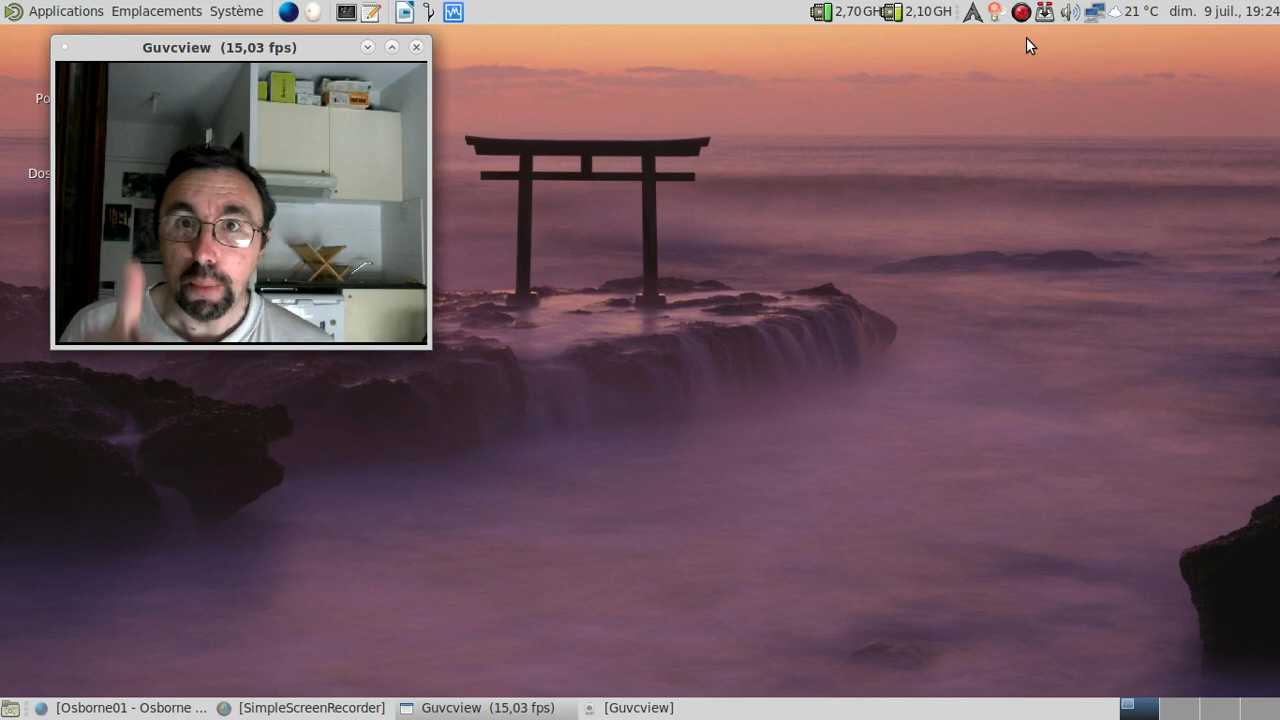 Applications Emplacements Système 2,70 GH 2,10 GH 21 °C dim. 9 juil., 19:24
Guvcview (15,03 fps)
Po
Dos
[Osborne01 - Osborne ... [SimpleScreenRecorder] Guvcview (15,03 fps) [Guvcview]